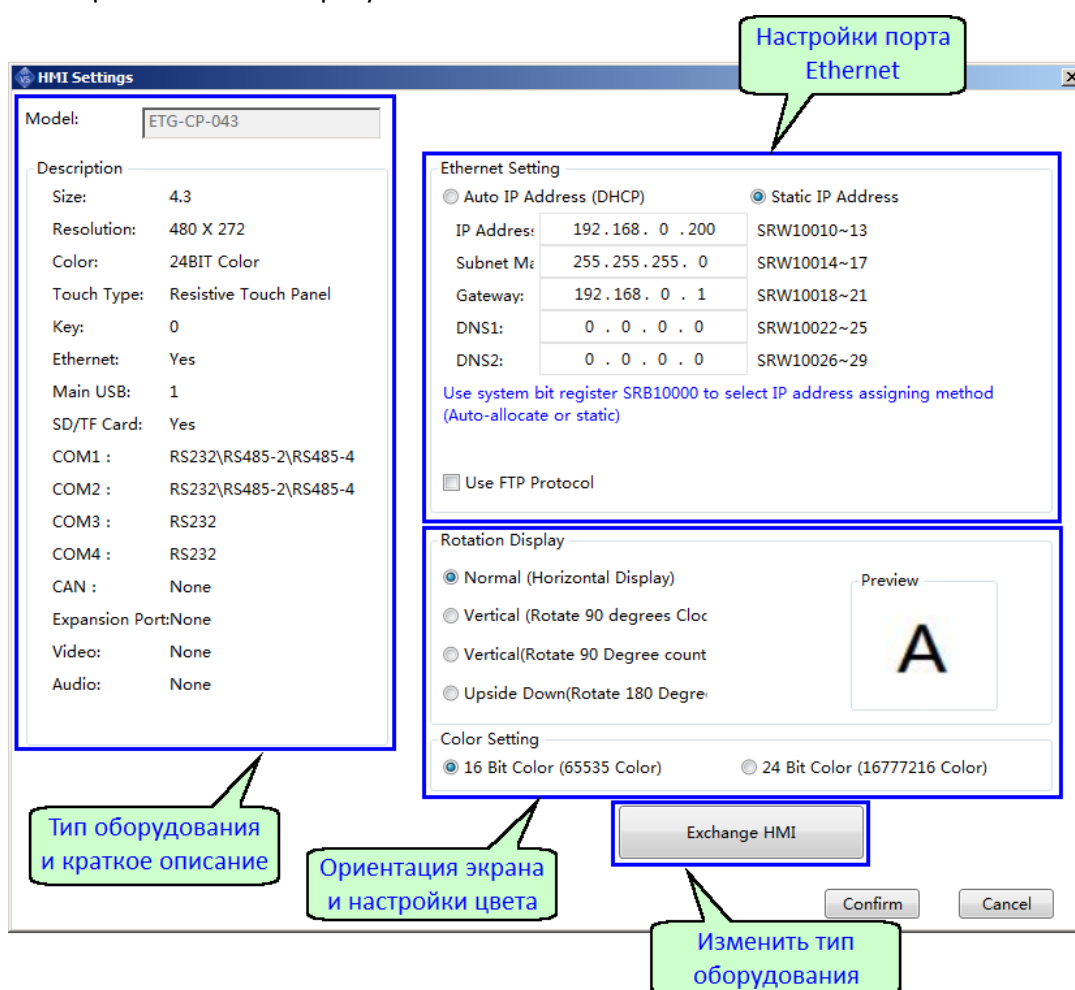 Настройки порта
Ethernet
HMI Settings
Model: ETG-CP-043
Description
Size: 4.3
Resolution: 480 X 272
Color: 24BIT Color
Touch Type: Resistive Touch Panel
Key: 0
Ethernet: Yes
Main USB: 1
SD/TF Card: Yes
COM1 : RS232\RS485-2\RS485-4
COM2 : RS232\RS485-2\RS485-4
COM3 : RS232
COM4 : RS232
CAN : None
Expansion Port:None
Video: None
Audio: None
Ethernet Setting
Auto IP Address (DHCP) Static IP Address
IP Address 192.168. 0 .200 SRW10010~13
Subnet Ma 255.255.255. 0 SRW10014~17
Gateway: 192.168. 0 . 1 SRW10018~21
DNS1: 0 . 0 . 0 . 0 SRW10022~25
DNS2: 0 . 0 . 0 . 0 SRW10026~29
Use system bit register SRB10000 to select IP address assigning method
(Auto-allocate or static)
Use FTP Protocol
Rotation Display
Normal (Horizontal Display)
Vertical (Rotate 90 degrees Cloc
Vertical(Rotate 90 Degree count
Upside Down(Rotate 180 Degre
Preview
A
Color Setting
16 Bit Color (65535 Color) 24 Bit Color (16777216 Color)
Exchange HMI
Confirm Cancel
Тип оборудования
и краткое описание
Ориентация экрана
и настройки цвета
Изменить тип
оборудования